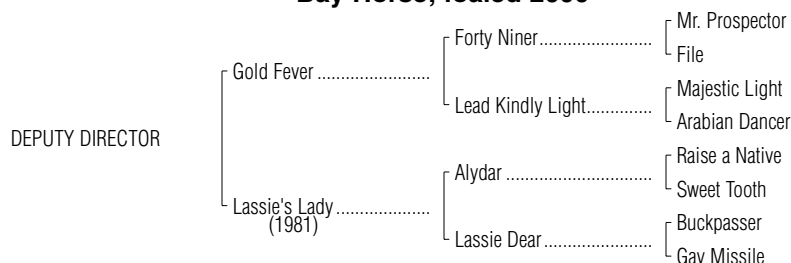 Bay Horse; foaled
Mr. Prospector
Forty Niner......................
File
Gold Fever ......................
Majestic Light
Lead Kindly Light.............
Arabian Dancer
DEPUTY DIRECTOR
Raise a Native
Alydar .............................
Sweet Tooth
Lassie's Lady ...................
(1981)
Buckpasser
Lassie Dear.....................
Gay Missile